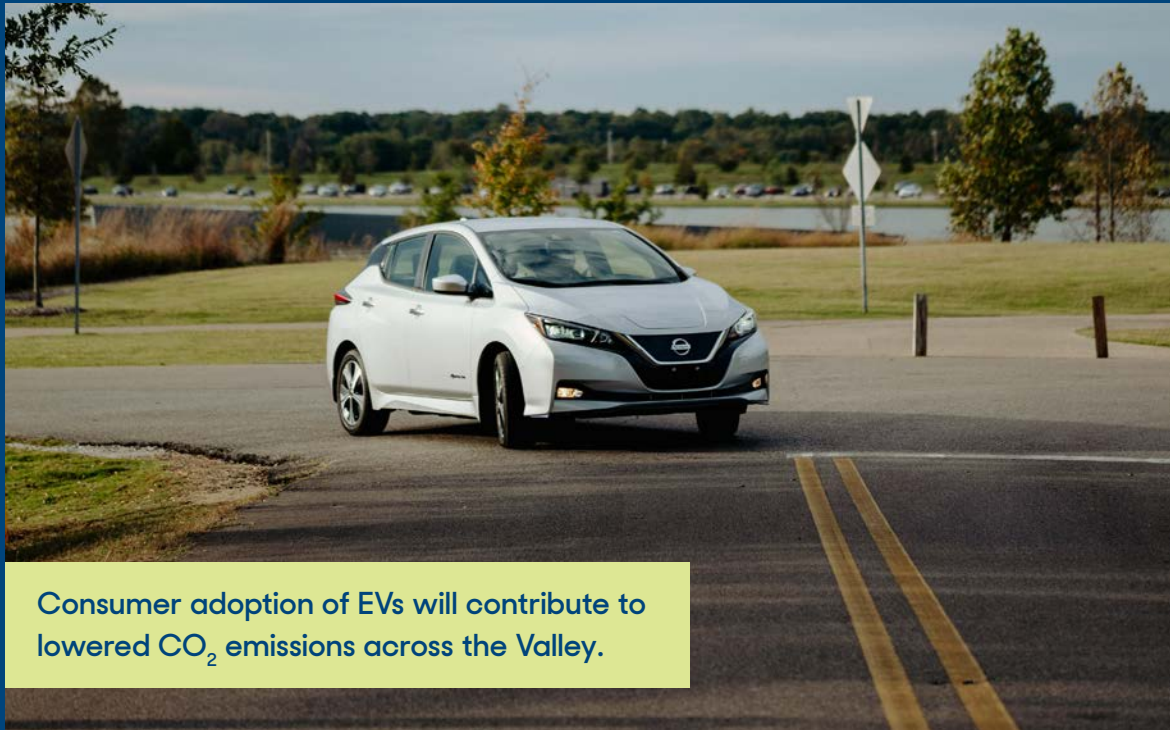 Consumer adoption of EVs will contribute to
lowered CO₂ emissions across the Valley.